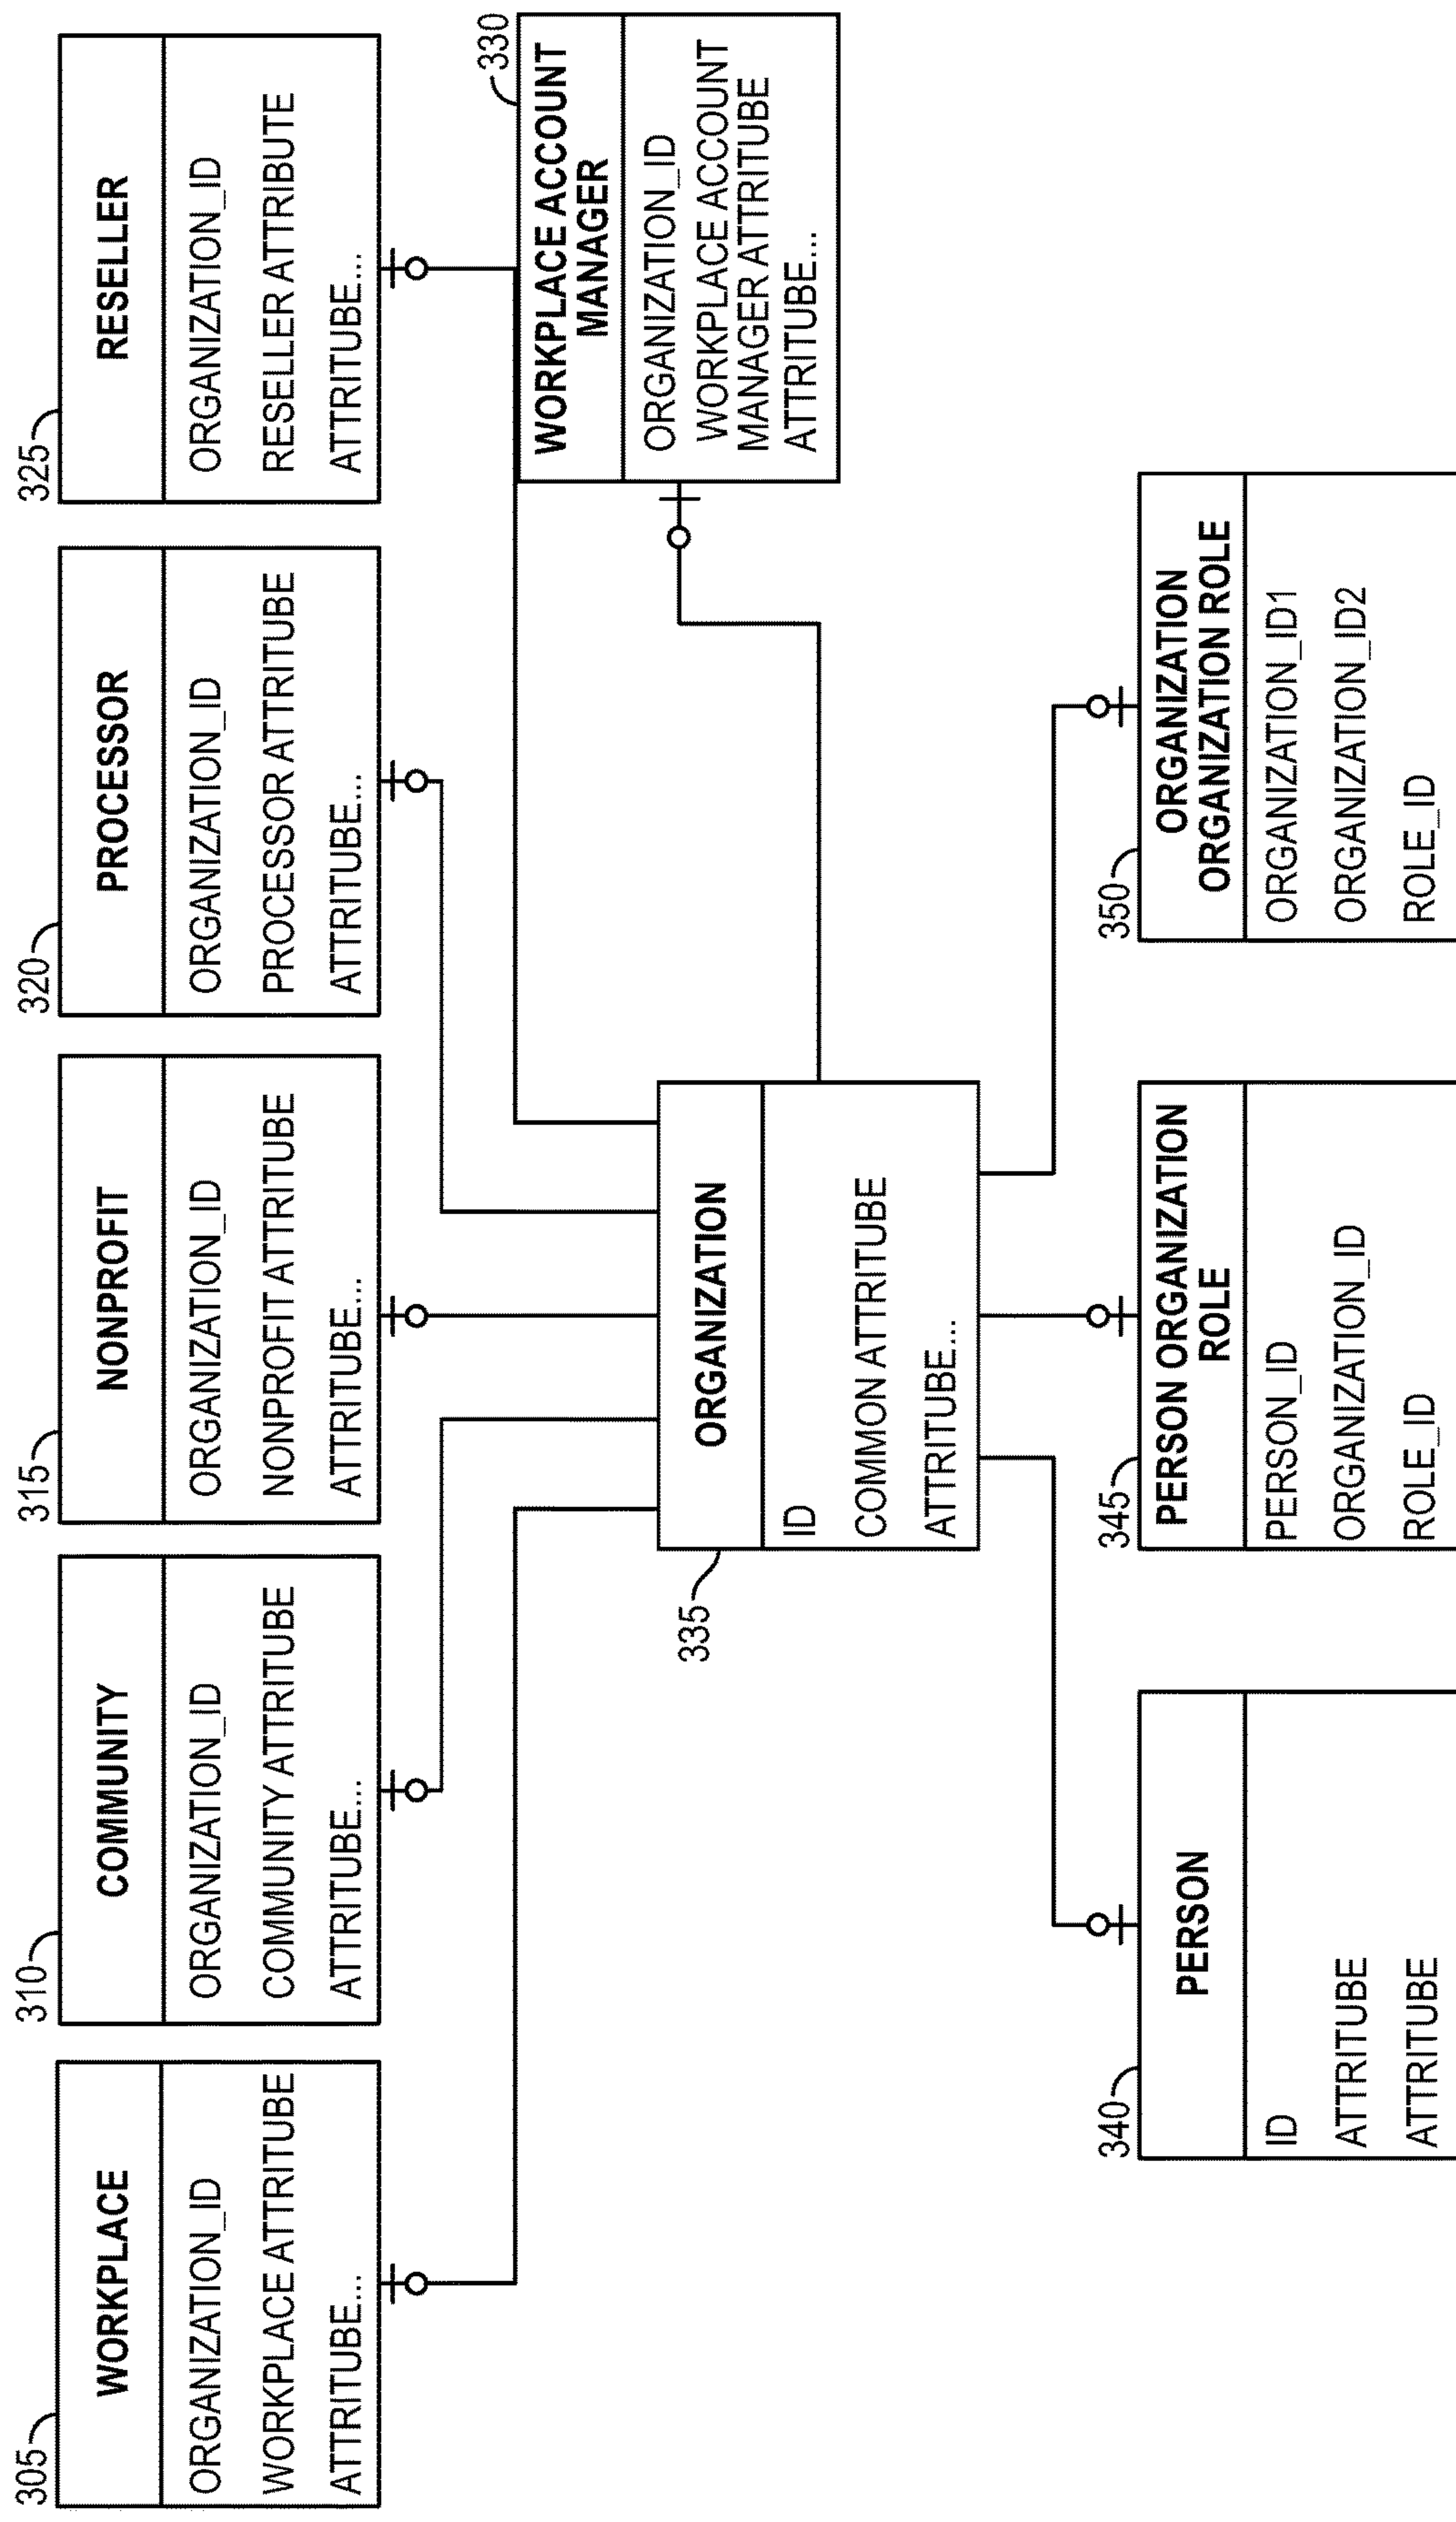 305
WORKPLACE
ORGANIZATION_ID
WORKPLACE ATTRITUBE
ATTRITUBE...
310
COMMUNITY
ORGANIZATION_ID
COMMUNITY ATTRITUBE
ATTRITUBE...
315
NONPROFIT
ORGANIZATION_ID
NONPROFIT ATTRITUBE
ATTRITUBE...
320
PROCESSOR
ORGANIZATION_ID
PROCESSOR ATTRITUBE
ATTRITUBE...
325
RESELLER
ORGANIZATION_ID
RESELLER ATTRIBUTE
ATTRITUBE...
330
WORKPLACE ACCOUNT
MANAGER
ORGANIZATION_ID
WORKPLACE ACCOUNT
MANAGER ATTRITUBE
ATTRITUBE...
335
ORGANIZATION
ID
COMMON ATTRITUBE
ATTRITUBE...
340
PERSON
ID
ATTRITUBE
ATTRITUBE
345
PERSON ORGANIZATION
ROLE
PERSON_ID
ORGANIZATION_ID
ROLE_ID
350
ORGANIZATION
ORGANIZATION ROLE
ORGANIZATION_ID1
ORGANIZATION_ID2
ROLE_ID